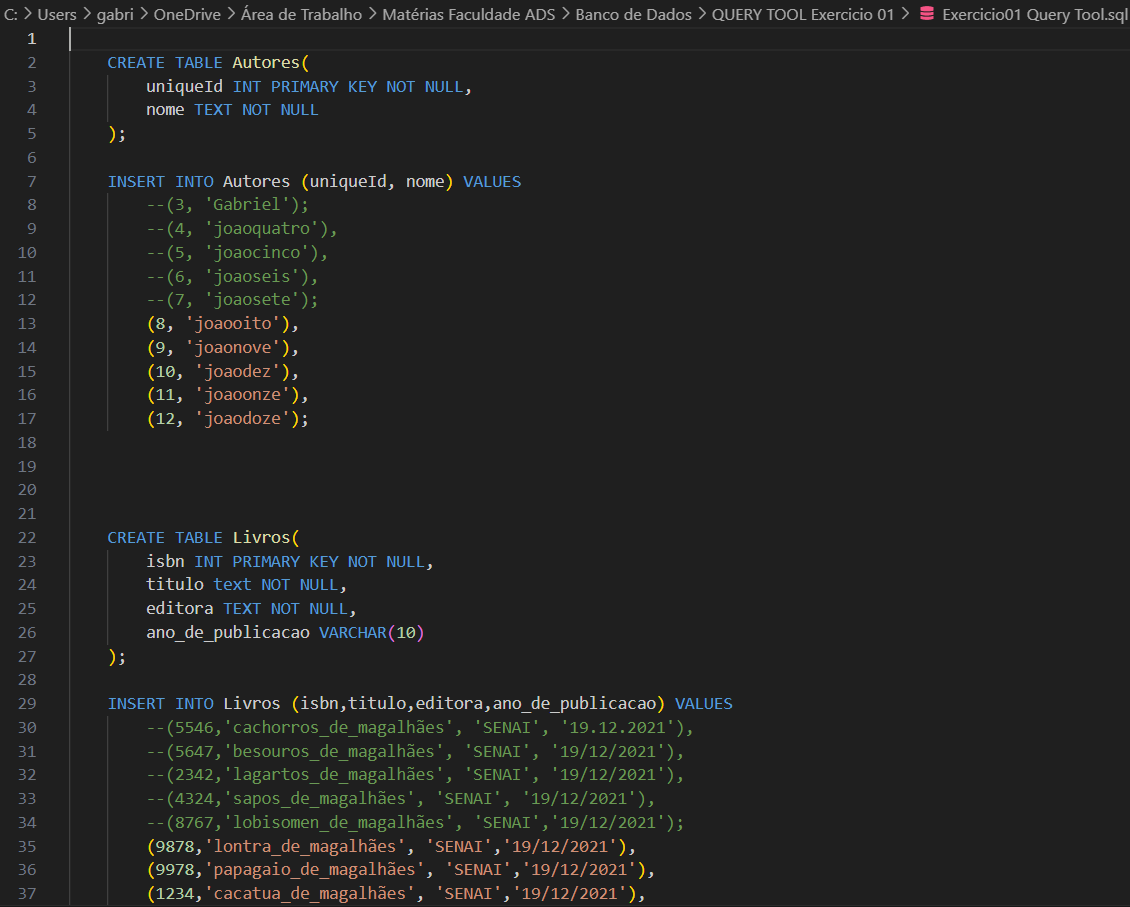 C: > Users > gabri > OneDrive > Área de Trabalho > Matérias Faculdade ADS > Banco de Dados > QUERY TOOL Exercicio 01 > Exercicio01 Query Tool.sql
1
2 CREATE TABLE Autores(
3 uniqueId INT PRIMARY KEY NOT NULL,
4 nome TEXT NOT NULL
5 );
6
7 INSERT INTO Autores (uniqueId, nome) VALUES
8 --(3, 'Gabriel');
9 --(4, 'joaoquatro'),
10 --(5, 'joaocinco'),
11 --(6, 'joaoseis'),
12 --(7, 'joaosete');
13 (8, 'joaooito'),
14 (9, 'joaonove'),
15 (10, 'joaodez'),
16 (11, 'joaoonze'),
17 (12, 'joaodoze');
18
19
20
21
22 CREATE TABLE Livros(
23 isbn INT PRIMARY KEY NOT NULL,
24 titulo text NOT NULL,
25 editora TEXT NOT NULL,
26 ano_de_publicacao VARCHAR(10)
27 );
28
29 INSERT INTO Livros (isbn,titulo,editora,ano_de_publicacao) VALUES
30 --(5546,'cachorros_de_magalhães', 'SENAI', '19.12.2021'),
31 --(5647,'besouros_de_magalhães', 'SENAI', '19/12/2021'),
32 --(2342,'lagartos_de_magalhães', 'SENAI', '19/12/2021'),
33 --(4324,'sapos_de_magalhães', 'SENAI', '19/12/2021'),
34 --(8767,'lobisomen_de_magalhães', 'SENAI','19/12/2021');
35 (9878,'lontra_de_magalhães', 'SENAI','19/12/2021'),
36 (9978,'papagaio_de_magalhães', 'SENAI','19/12/2021'),
37 (1234,'cacatua_de_magalhães', 'SENAI','19/12/2021'),